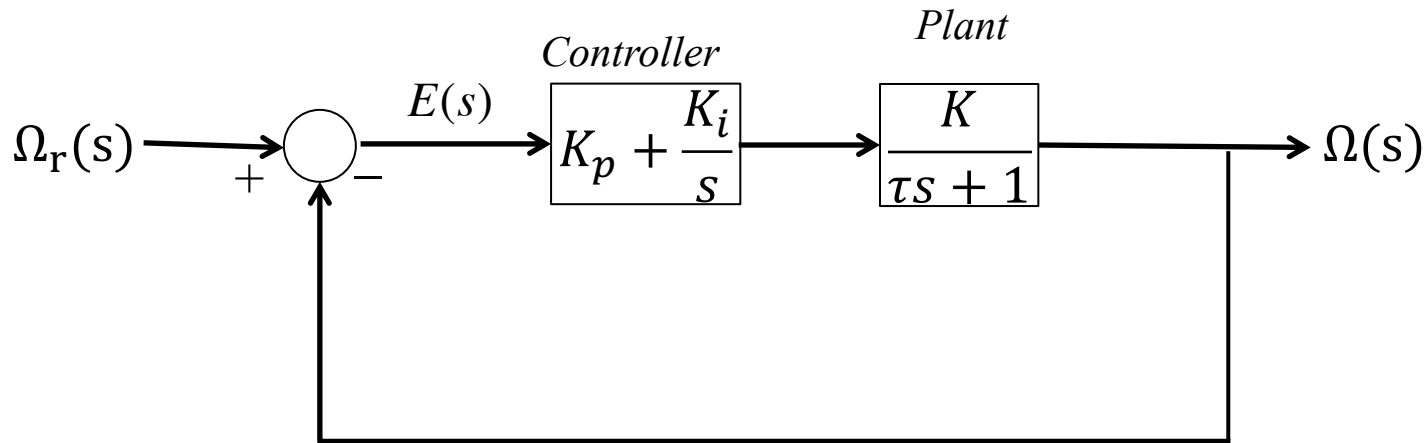 Plant
Controller
E(s)
Ω_r(s)
+
−
K_p + K_i/s
K/(τs + 1)
Ω(s)